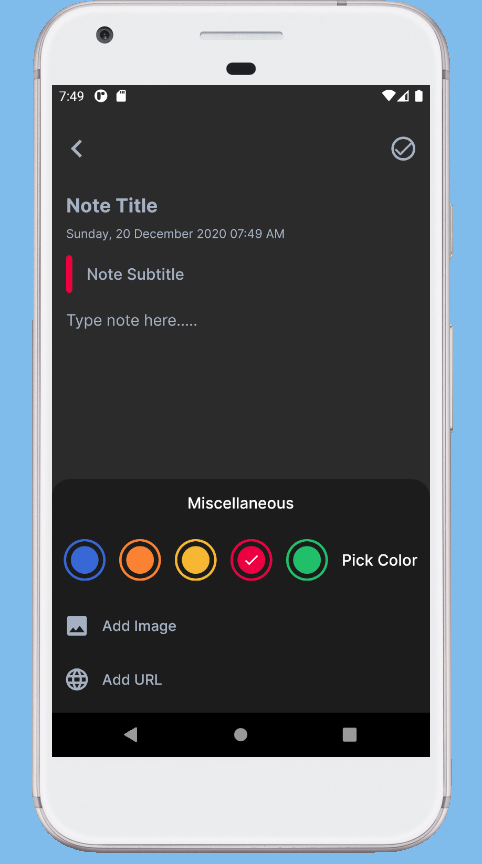 7:49
Note Title
Sunday, 20 December 2020 07:49 AM
Note Subtitle
Type note here.....
Miscellaneous
Pick Color
Add Image
Add URL